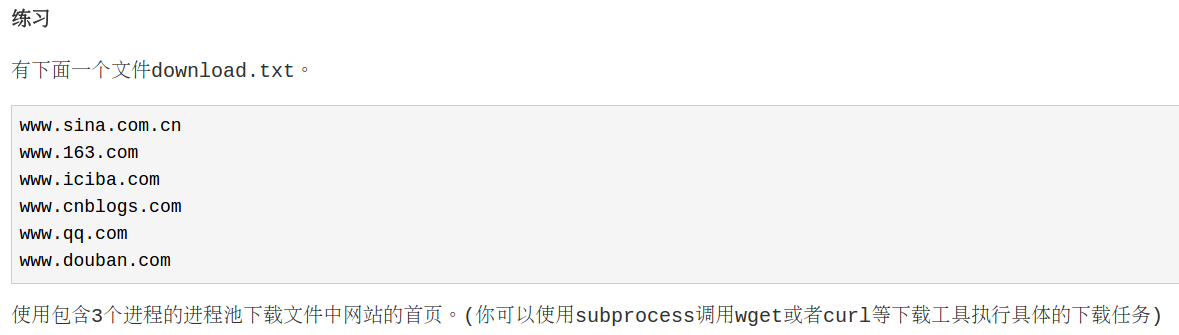 练习
有下面一个文件download.txt。
www.sina.com.cn
www.163.com
www.iciba.com
www.cnblogs.com
www.qq.com
www.douban.com
使用包含3个进程的进程池下载文件中网站的首页。(你可以使用subprocess调用wget或者curl等下载工具执行具体的下载任务)